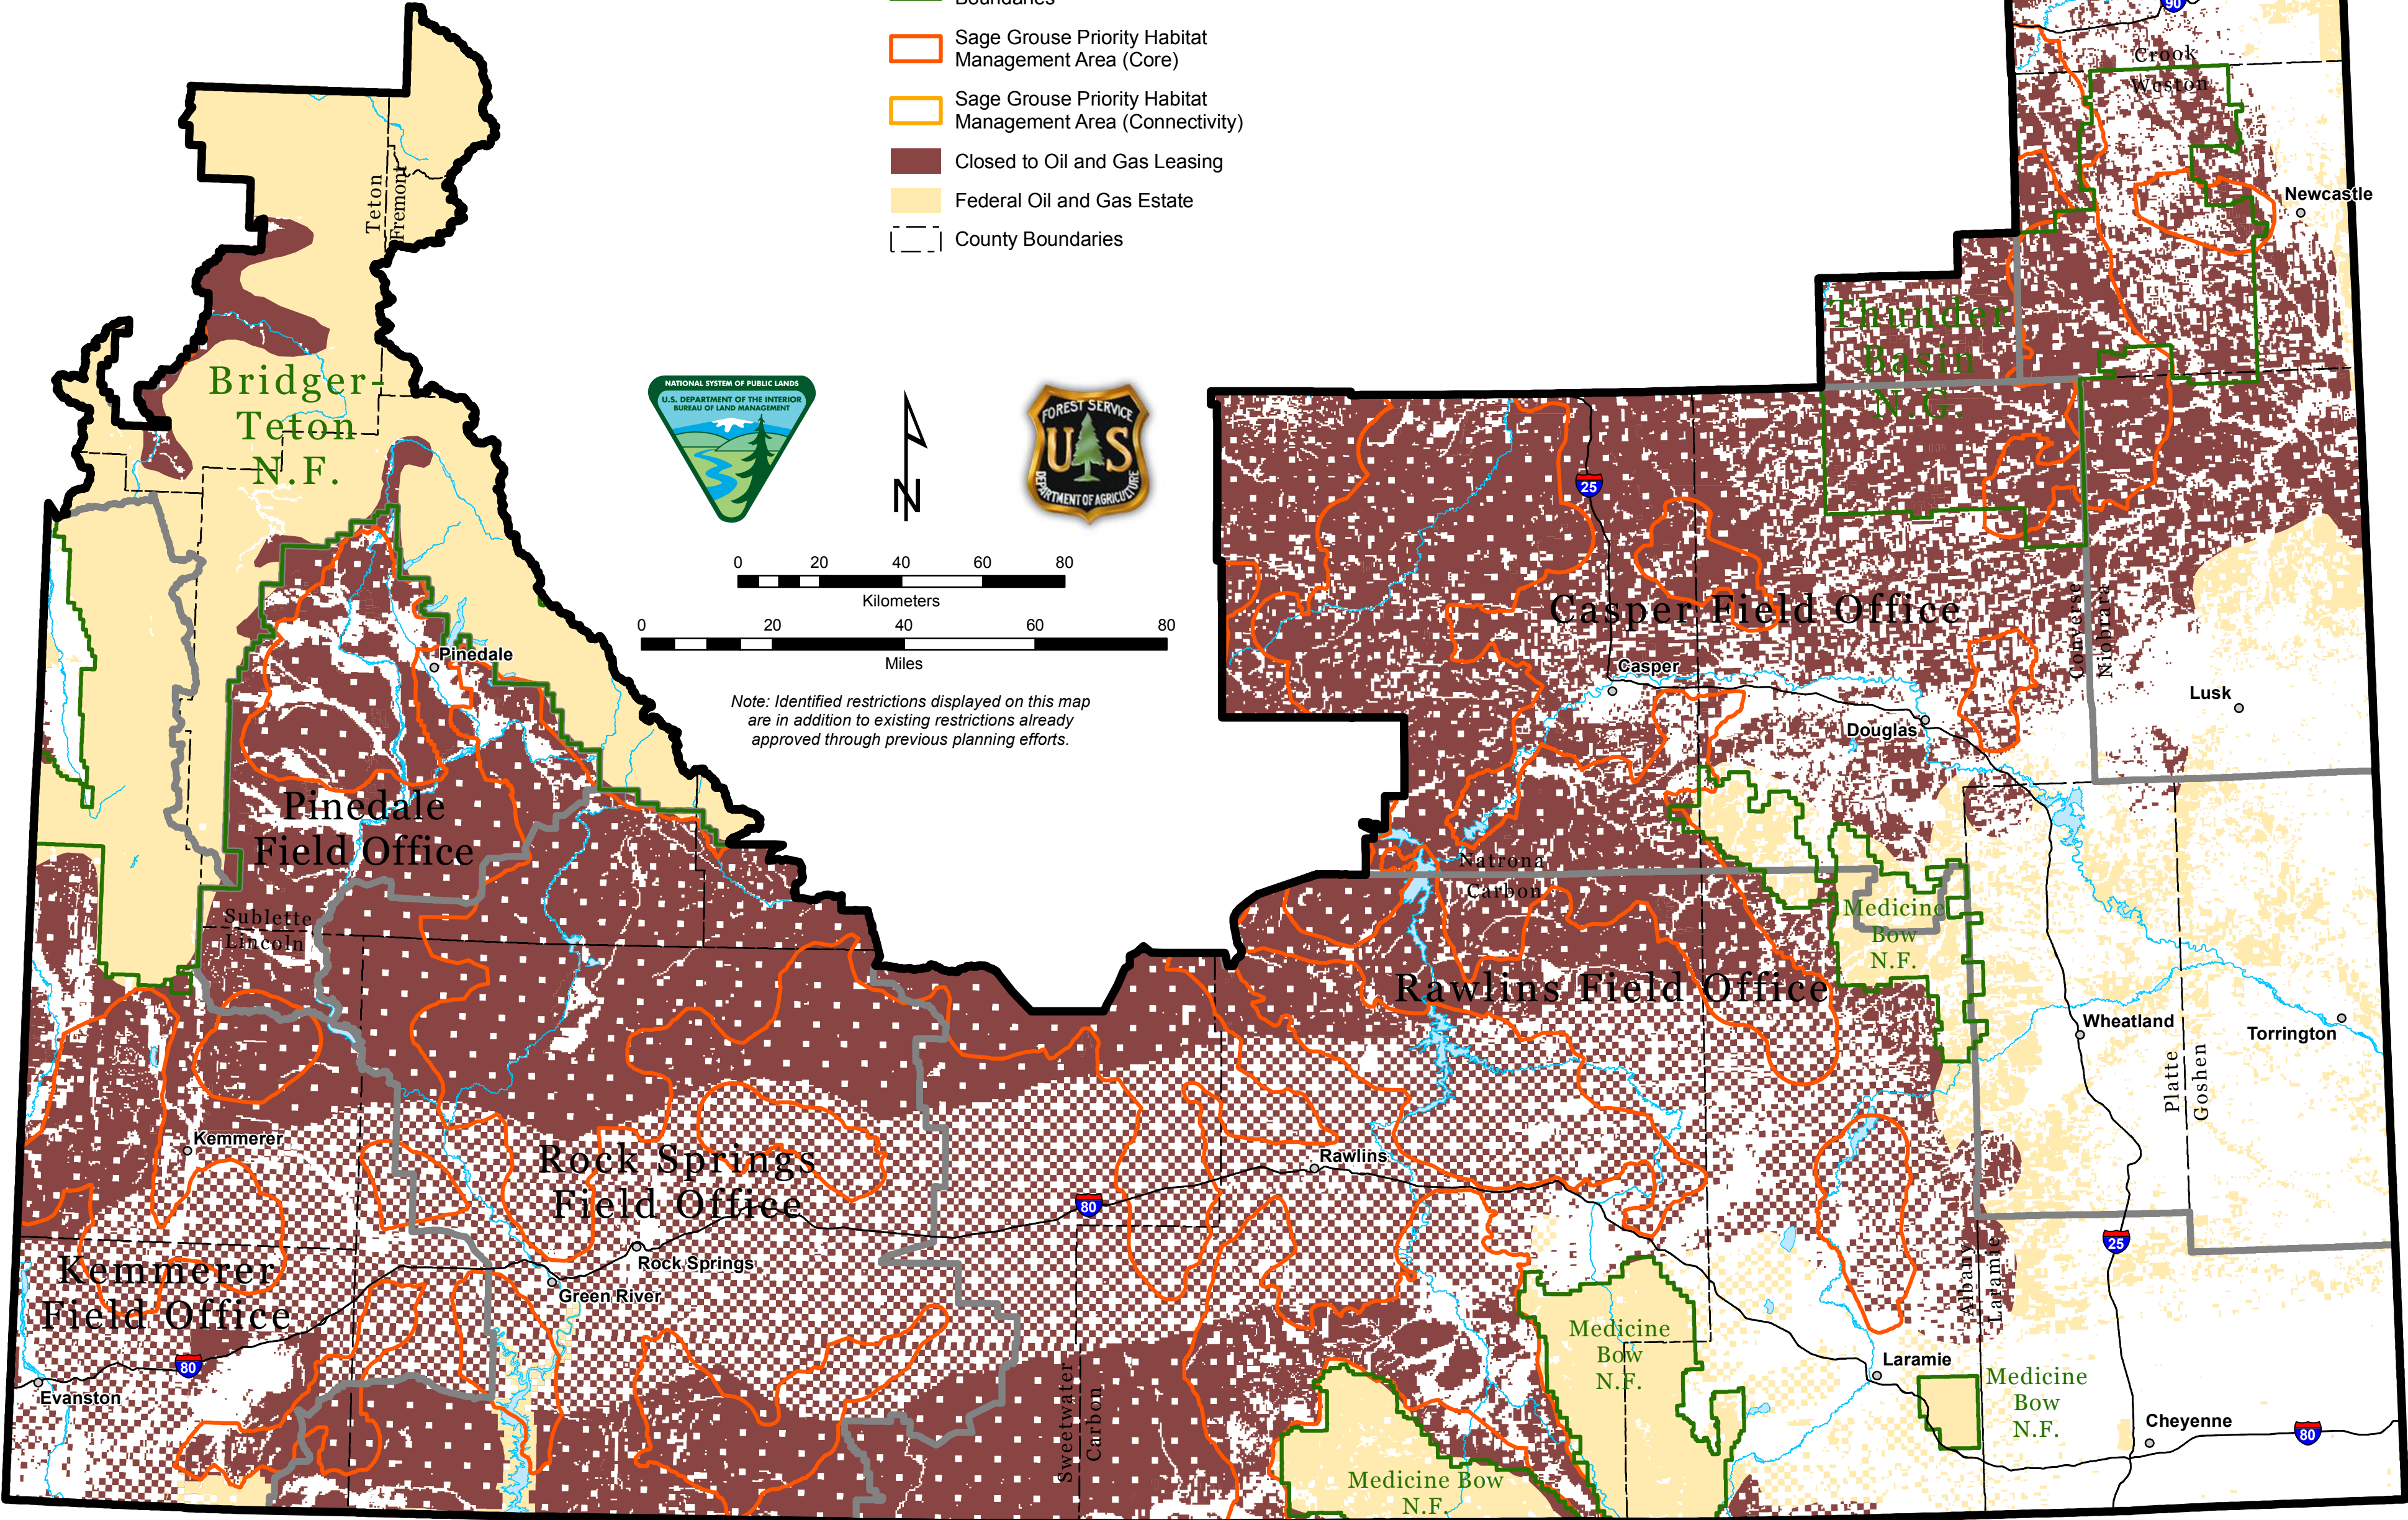 Boundaries
Sage Grouse Priority Habitat
Management Area (Core)
Sage Grouse Priority Habitat
Management Area (Connectivity)
Closed to Oil and Gas Leasing
Federal Oil and Gas Estate
County Boundaries
90
Crook
Weston
Newcastle
Teton
Fremont
Thunder
Basin
N.G.
Bridger-
Teton
N.F.
NATIONAL SYSTEM OF PUBLIC LANDS
U.S. DEPARTMENT OF THE INTERIOR
BUREAU OF LAND MANAGEMENT
N
FOREST SERVICE
U S
DEPARTMENT OF AGRICULTURE
0 20 40 60 80
Kilometers
0 20 40 60 80
Miles
Note: Identified restrictions displayed on this map
are in addition to existing restrictions already
approved through previous planning efforts.
25
Casper Field Office
Converse
Niobrara
Pinedale
Casper
Lusk
Douglas
Pinedale
Field Office
Natrona
Carbon
Sublette
Lincoln
Medicine
Bow
N.F.
Rawlins Field Office
Wheatland
Torrington
Platte
Goshen
Kemmerer
Rock Springs
Field Office
Rawlins
80
25
Rock Springs
Green River
Kemmerer
Field Office
Albany
Laramie
80
Evanston
Medicine
Bow
N.F.
Laramie
Medicine
Bow
N.F.
Sweetwater
Carbon
Cheyenne
80
Medicine Bow
N.F.